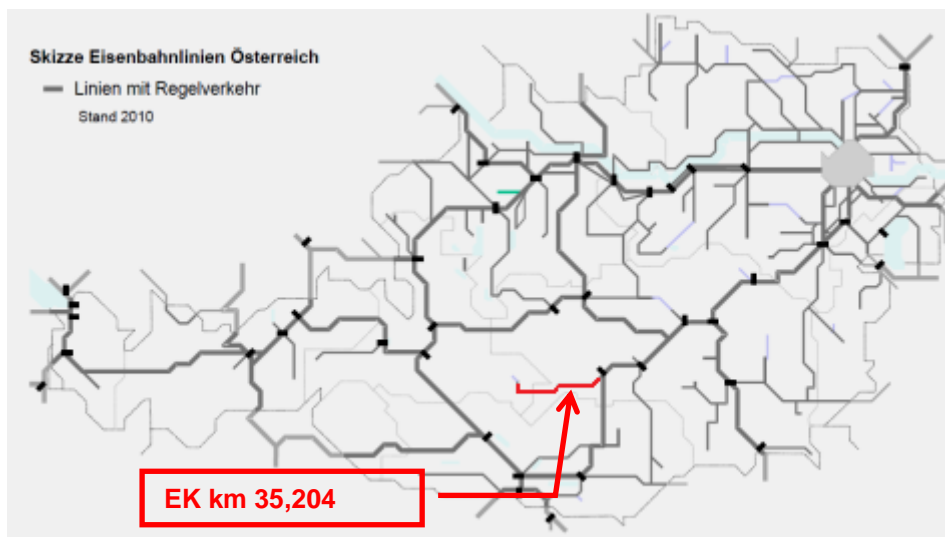 Skizze Eisenbahnlinien Österreich
Linien mit Regelverkehr
Stand 2010
EK km 35,204